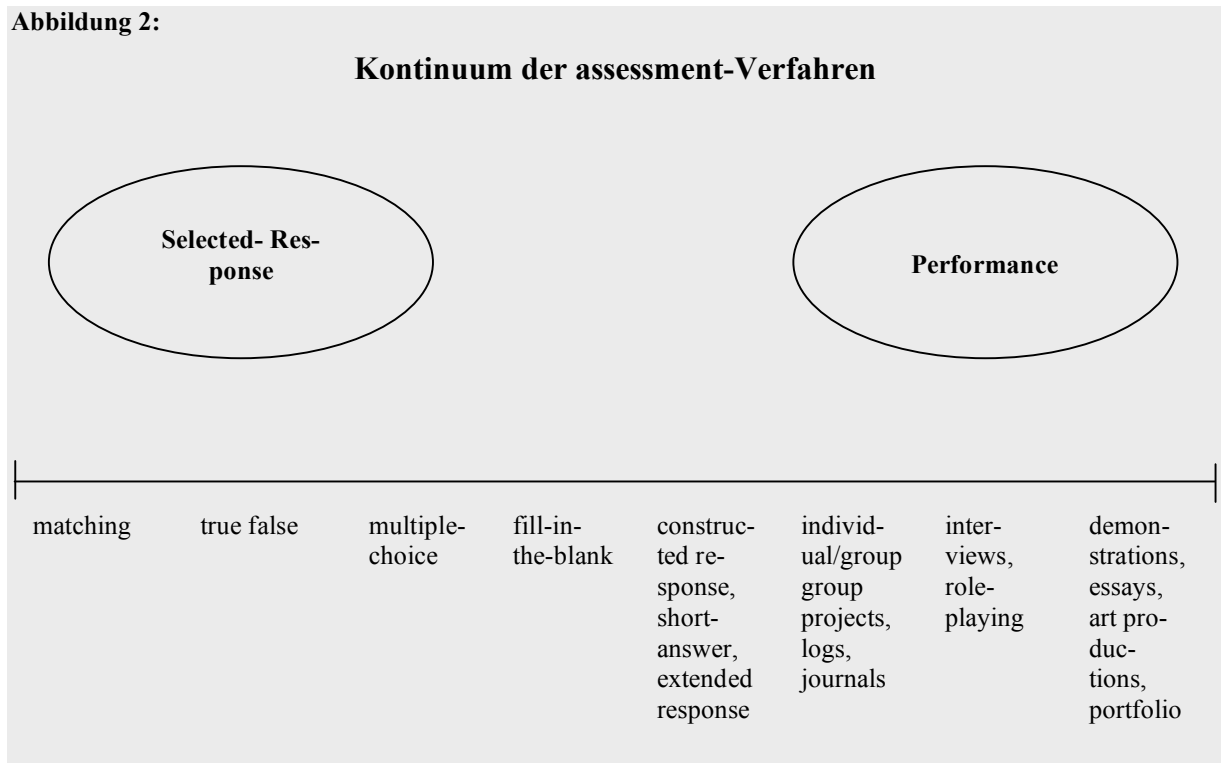 Abbildung 2:
Kontinuum der assessment-Verfahren
Selected- Res-
ponse
Performance
matching
true false
multiple-
choice
fill-in-
the-blank
construc-
ted re-
sponse,
short-
answer,
extended
response
individ-
ual/group
group
projects,
logs,
journals
inter-
views,
role-
playing
demon-
strations,
essays,
art pro-
duc-
tions,
portfolio